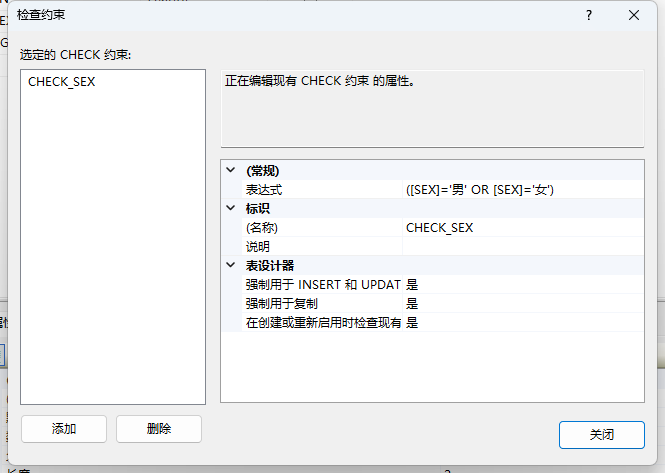 检查约束
?
选定的 CHECK 约束:
CHECK_SEX
正在编辑现有 CHECK 约束 的属性。
(常规)
表达式 ([SEX]='男' OR [SEX]='女')
标识
(名称) CHECK_SEX
说明
表设计器
强制用于 INSERT 和 UPDAT 是
强制用于复制 是
在创建或重新启用时检查现有 是
添加 删除
关闭